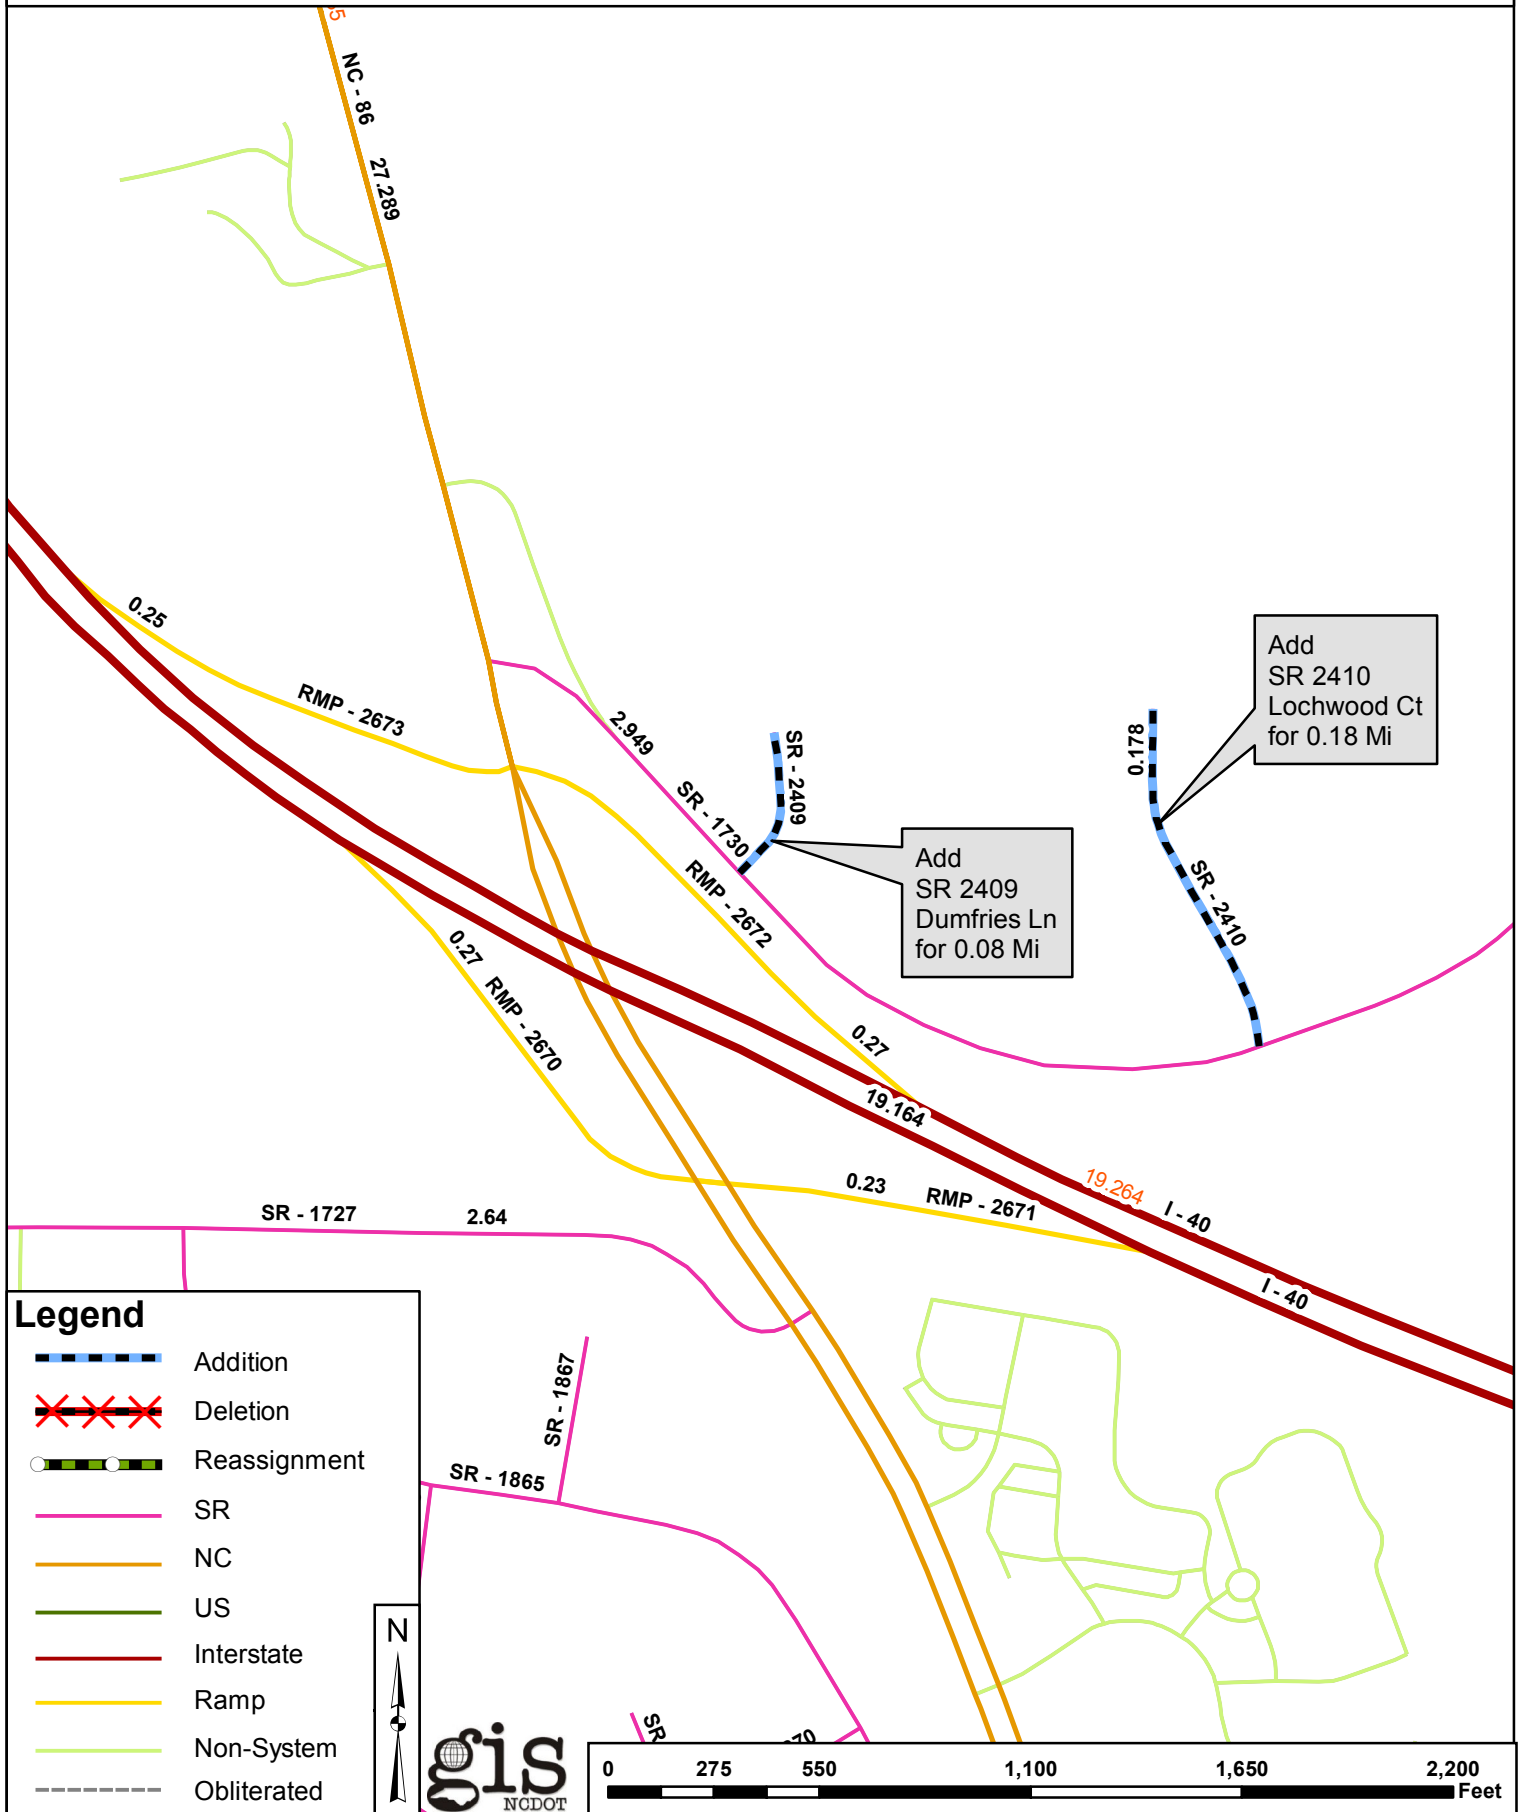 NC - 86
27.289
0.25
RMP - 2673
2.949
SR - 1730
SR - 2409
0.178
SR - 2410
Add
SR 2410
Lochwood Ct
for 0.18 Mi
Add
SR 2409
Dumfries Ln
for 0.08 Mi
RMP - 2672
0.27
0.27
RMP - 2670
19.164
19.264
I - 40
I - 40
0.23
RMP - 2671
SR - 1727
2.64
SR - 1867
SR - 1865
SR
Legend
Addition
Deletion
Reassignment
SR
NC
US
Interstate
Ramp
Non-System
Obliterated
N
gis
NCDOT
0 275 550 1,100 1,650 2,200
Feet